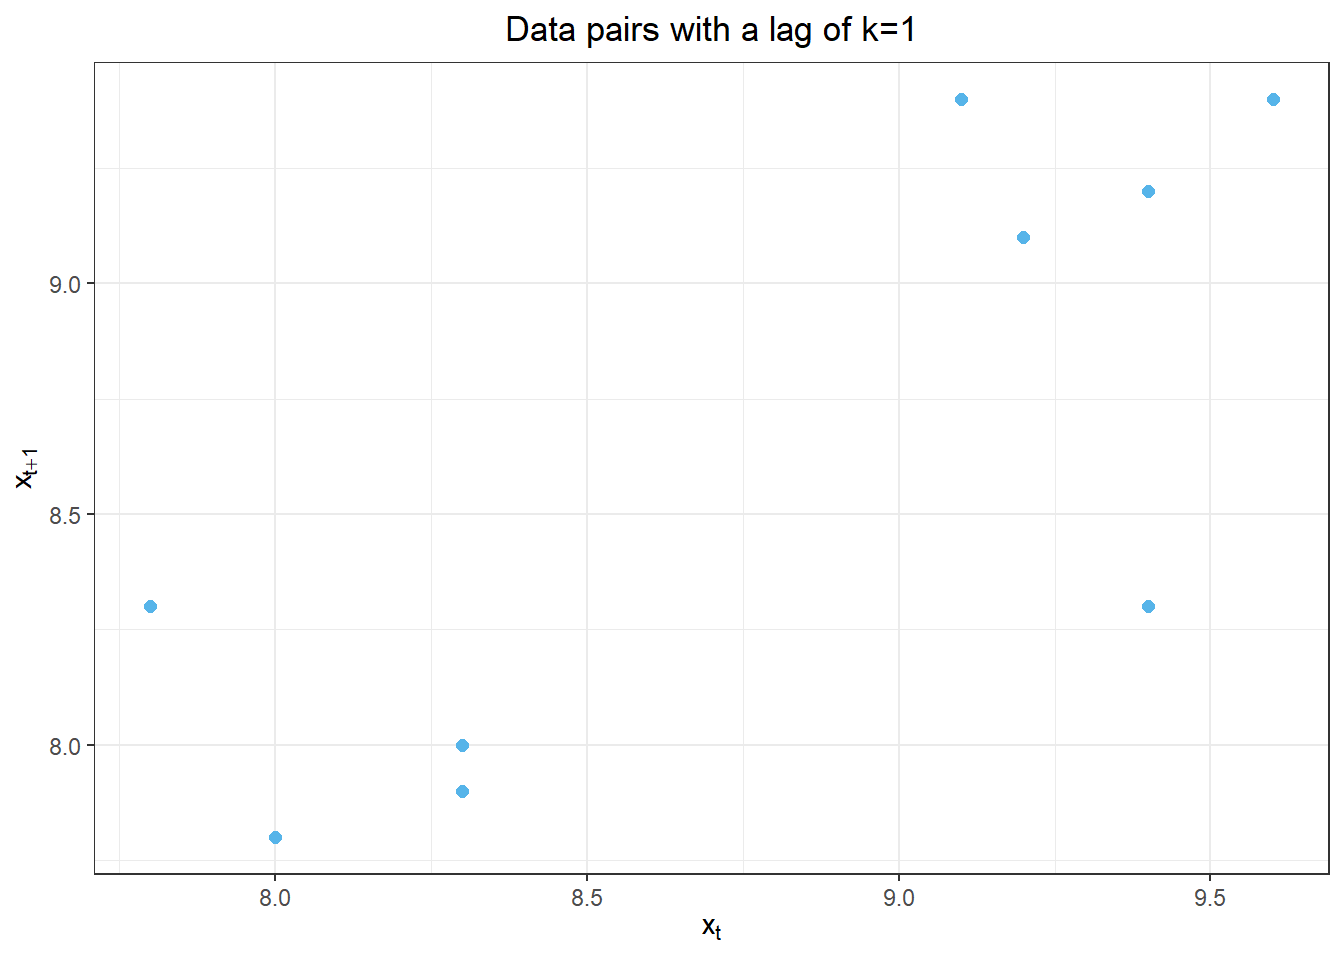 Data pairs with a lag of k=1
9.0
8.5
8.0
x_{t+1}
8.0 8.5 9.0 9.5
x_t